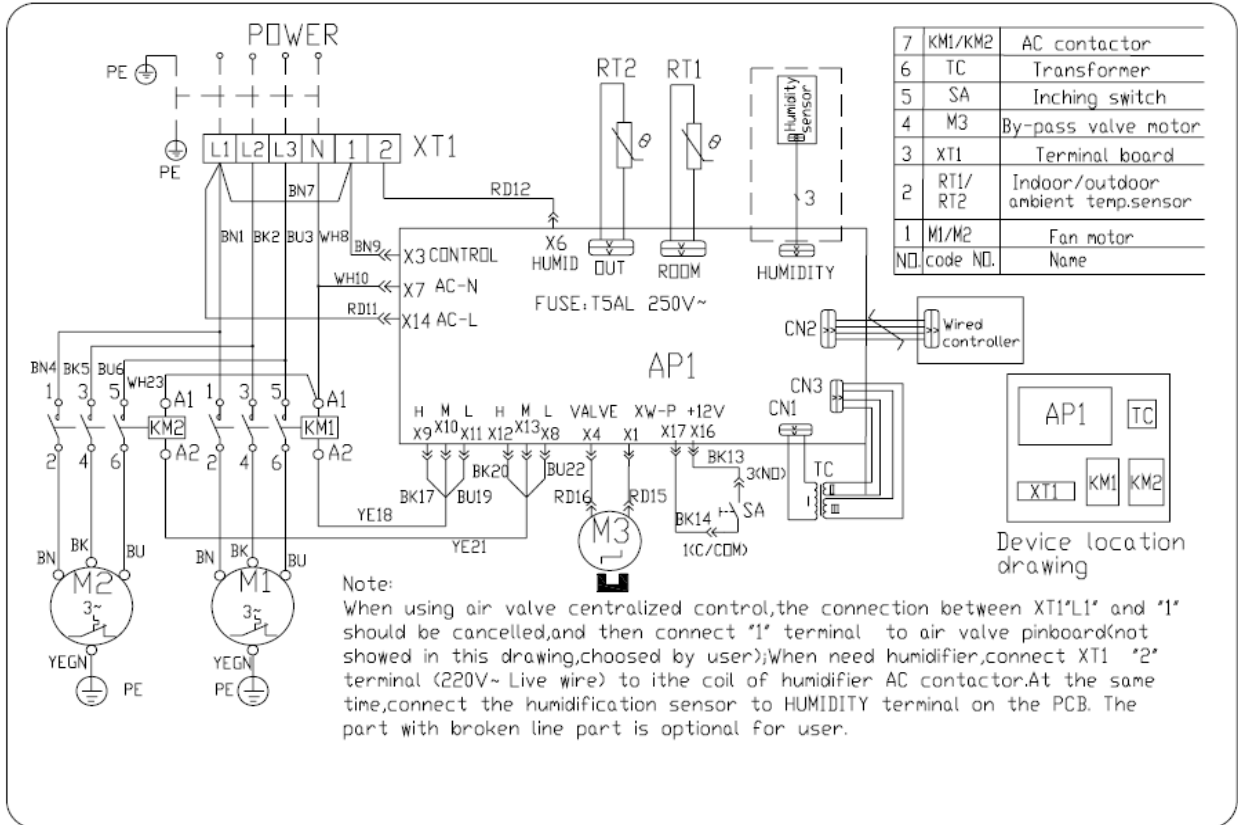 POWER
PE
PE
L1 L2 L3 N 1 2 XT1
BN7
RD12
BN1 BK2 BU3 WH8
BN9
X3 CONTROL
WH10
X7 AC-N
RD11
X14 AC-L
X6
HUMID
RT2 RT1
θ θ
OUT ROOM
Humidity
sensor
3
HUMIDITY
FUSE:T5AL 250V~
AP1
7 KM1/KM2 AC contactor
6 TC Transformer
5 SA Inching switch
4 M3 By-pass valve motor
3 XT1 Terminal board
2 RT1/ RT2 Indoor/outdoor ambient temp.sensor
1 M1/M2 Fan motor
NO. code NO. Name
CN2
Wired
controller
CN3
CN1
TC
I II III
BN4 BK5 BU6 WH23
1 3 5 A1 1 3 5 A1
KM2 KM1
2 4 6 A2 2 4 6 A2
H M L H M L VALVE XW-P +12V
X9 X10 X11 X12 X13 X8 X4 X1 X17 X16
BK13
3(NO)
BK20 BU22
BK17 BU19
RD16 RD15
BK14
SA
1(C/COM)
YE18
YE21
M3
BN BK BU BN BK BU
M2 M1
3~ 3~
YEGN YEGN
PE PE
AP1 TC
XT1 KM1 KM2
Device location
drawing
Note:
When using air valve centralized control,the connection between XT1"L1" and "1"
should be cancelled,and then connect "1" terminal to air valve pinboard(not
showed in this drawing,choosed by user);When need humidifier,connect XT1 "2"
terminal (220V~ Live wire) to ithe coil of humidifier AC contactor.At the same
time,connect the humidification sensor to HUMIDITY terminal on the PCB. The
part with broken line part is optional for user.